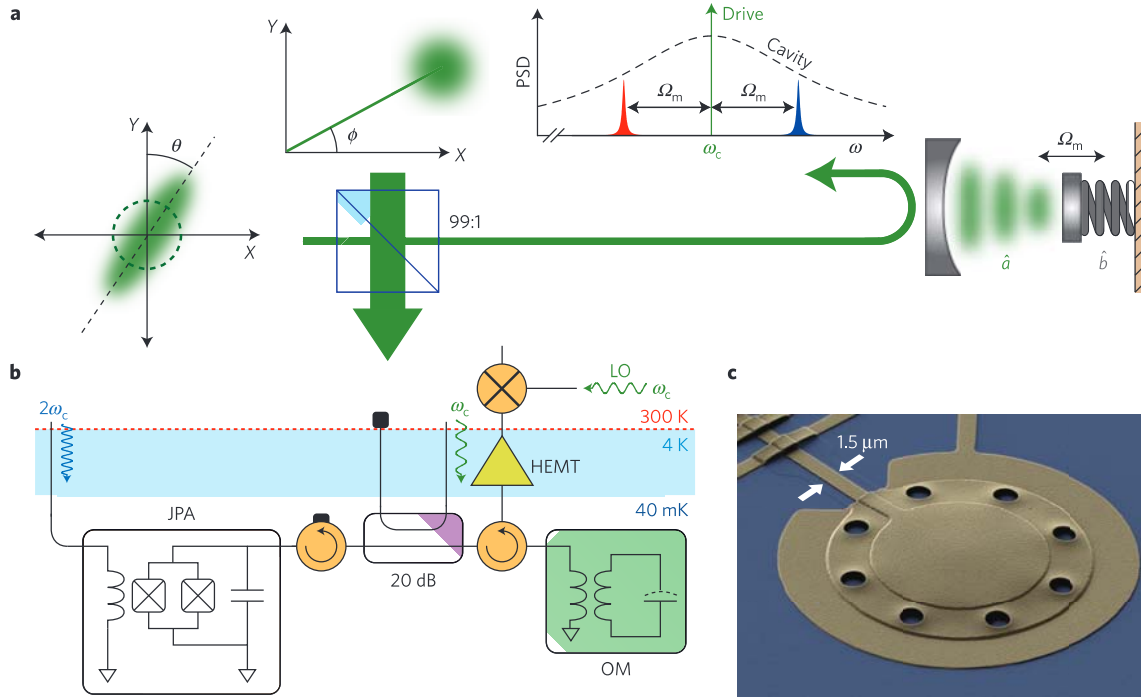 a
Y
θ
X
Y
ϕ
X
PSD
Drive
Cavity
Ωm
Ωm
ωc
ω
99:1
Ωm
â
b̂
b
2ωc
ωc
LO
ωc
300 K
4 K
HEMT
40 mK
JPA
20 dB
OM
c
1.5 µm